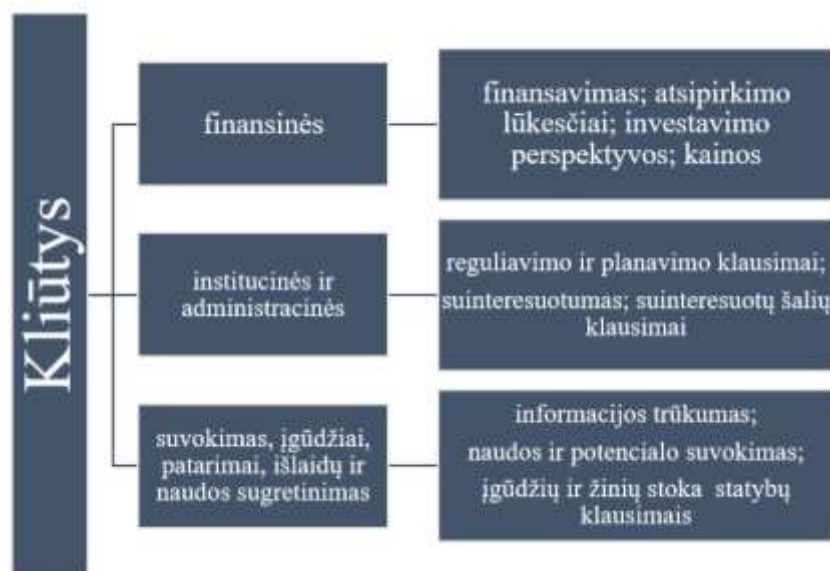 Kliūtys
finansinės
finansavimas; atsipirkimo
lūkesčiai; investavimo
perspektyvos; kainos
institucinės ir
administracinės
reguliavimo ir planavimo klausimai;
suinteresuotumas; suinteresuotų šalių
klausimai
suvokimas, įgūdžiai,
patarimai, išlaidų ir
naudos sugretinimas
informacijos trūkumas;
naudos ir potencialo suvokimas;
įgūdžių ir žinių stoka statybų
klausimais